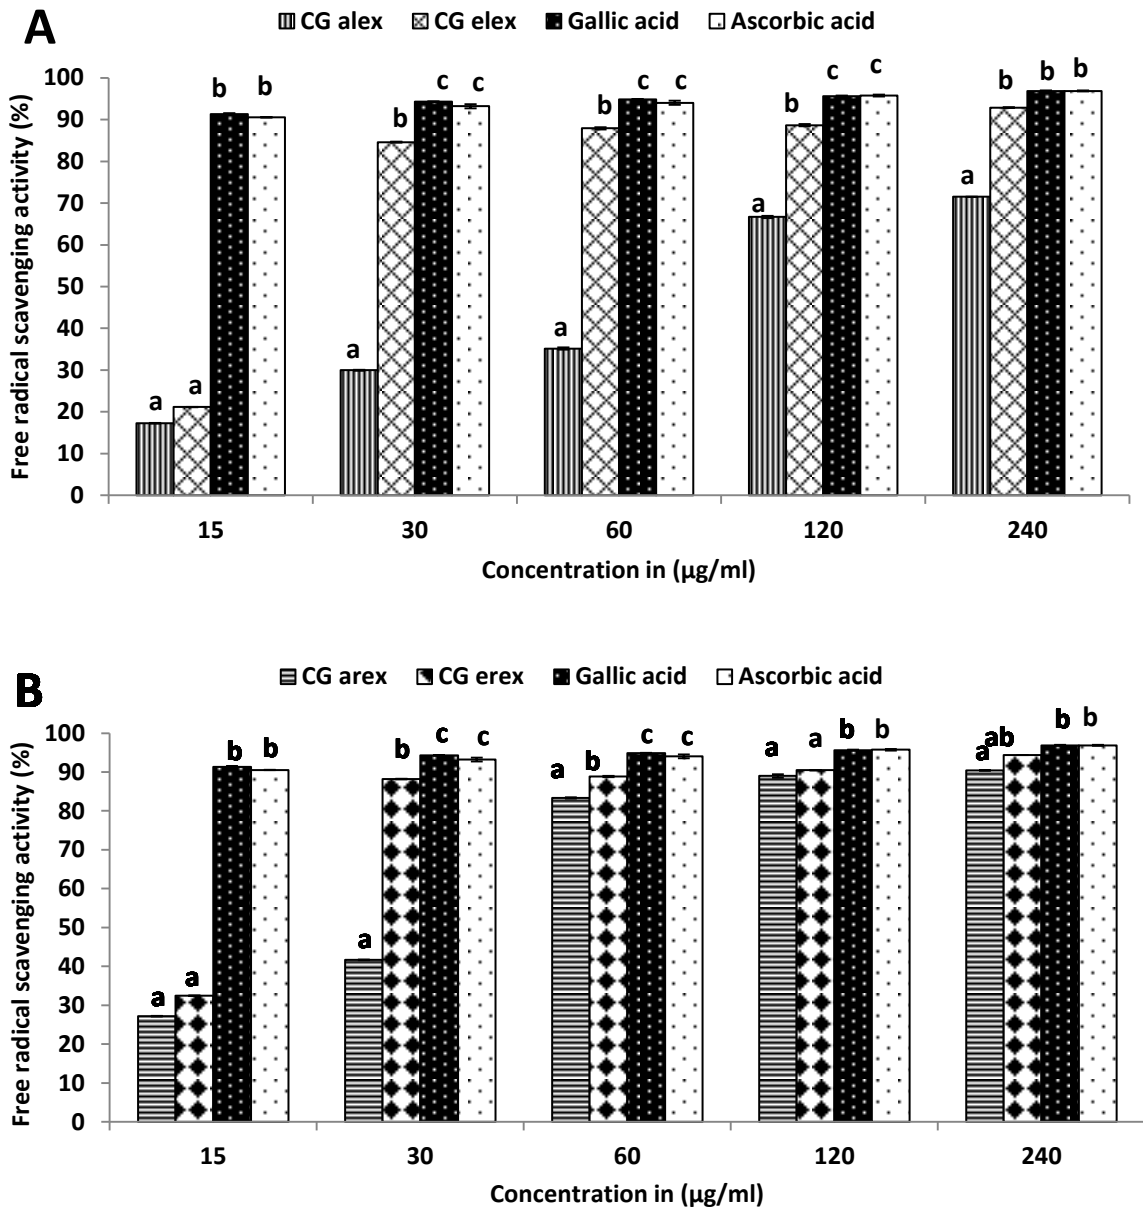 A
CG alex CG elex Gallic acid Ascorbic acid
Free radical scavenging activity (%)
100
90
80
70
60
50
40
30
20
10
0
a a b b
a b c c
a b c c
a b c c
a b b b
15 30 60 120 240
Concentration in (µg/ml)
B
CG arex CG erex Gallic acid Ascorbic acid
Free radical scavenging activity (%)
100
90
80
70
60
50
40
30
20
10
0
a a b b
a b c c
a b c c
a a b b
a ab b b
15 30 60 120 240
Concentration in (µg/ml)